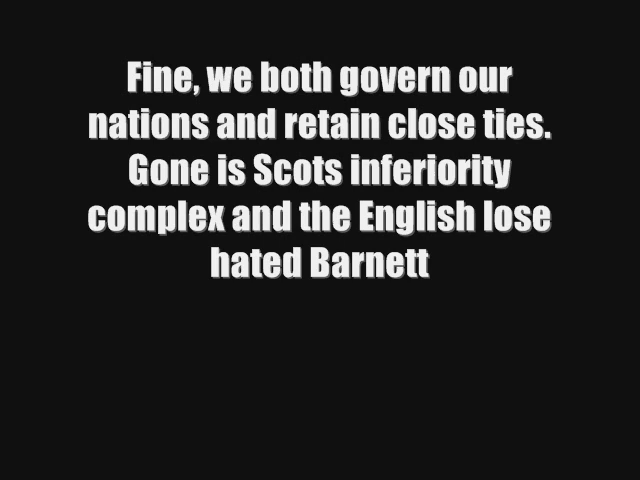 Fine, we both govern our
nations and retain close ties.
Gone is Scots inferiority
complex and the English lose
hated Barnett